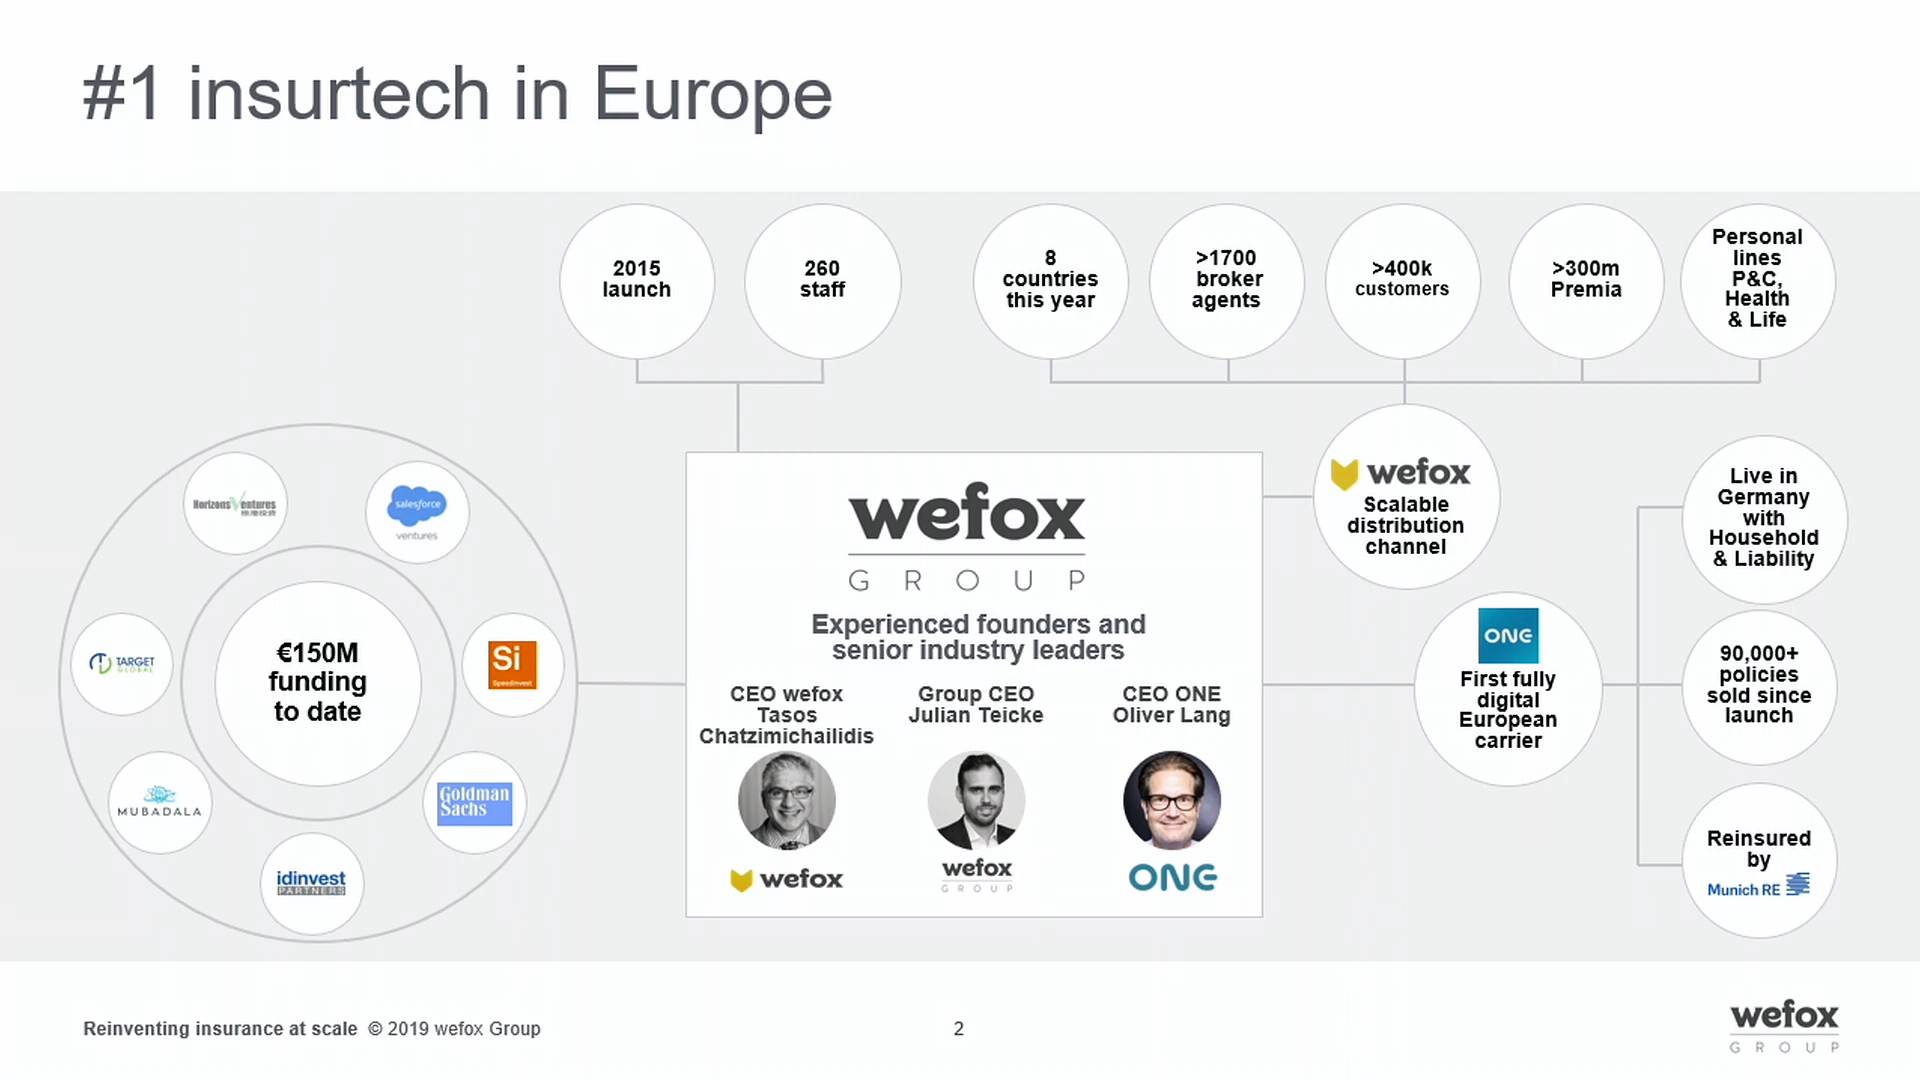 #1 insurtech in Europe
2015
launch
260
staff
8
countries
this year
>1700
broker
agents
>400k
customers
>300m
Premia
Personal
lines
P&C,
Health
& Life
Horizons Ventures
salesforce
ventures
TARGET
GLOBAL
Si
Speedinvest
MUBADALA
Goldman
Sachs
idinvest
PARTNERS
€150M
funding
to date
wefox
GROUP
Experienced founders and
senior industry leaders
CEO wefox
Tasos
Chatzimichailidis
wefox
Group CEO
Julian Teicke
wefox
GROUP
CEO ONE
Oliver Lang
ONE
wefox
Scalable
distribution
channel
ONE
First fully
digital
European
carrier
Live in
Germany
with
Household
& Liability
90,000+
policies
sold since
launch
Reinsured
by
Munich RE
Reinventing insurance at scale © 2019 wefox Group
2
wefox
GROUP